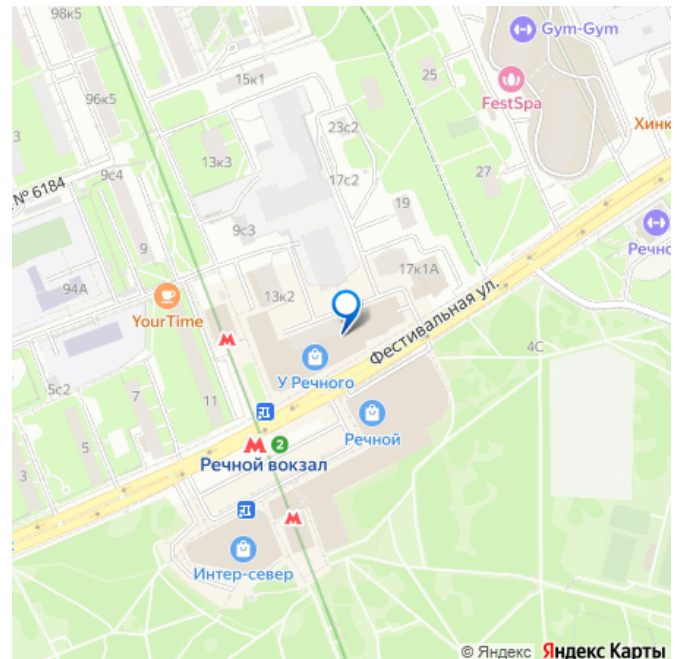 98к5
Gym-Gym
15к1
25
96к5
FestSpa
23с2
Хинк
3
13к3
27
№ 6184
9с4
17с2
19
9с3
9
Речно
17к1А
94А
13к2
YourTime
Фестивальная ул.
4С
У Речного
5с2
7
11
Речной
5
2
3
Речной вокзал
Интер-север
© Яндекс Яндекс Карты